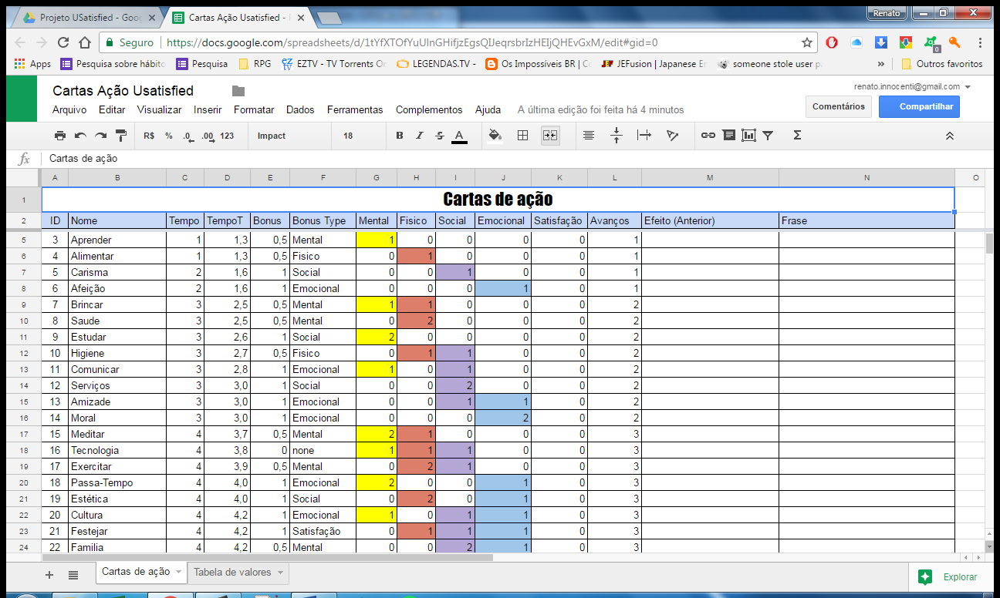 Projeto USatisfied - Goo
Cartas Ação Usatisfied -
Renato
Seguro
https://docs.google.com/spreadsheets/d/1tYfXTOfYuUlnGHifjzEgsQIJeqrsbrIzHEIjQHEvGxM/edit#gid=0
0
Apps Pesquisa sobre hábito Pesquisa RPG EZTV - TV Torrents On LEGENDAS.TV - Os Impossíveis BR | Co JEFusion | Japanese En someone stole user p » Outros favoritos
Cartas Ação Usatisfied
renato.innocenti@gmail.com
Arquivo Editar Visualizar Inserir Formatar Dados Ferramentas Complementos Ajuda A última edição foi feita há 4 minutos
Comentários Compartilhar
R$ % .0 .00 123 Impact 18 B I S A Σ
fx Cartas de ação
A B C D E F G H I J K L M N O
1 Cartas de ação
2 ID Nome Tempo TempoT Bonus Bonus Type Mental Fisico Social Emocional Satisfação Avanços Efeito (Anterior) Frase
5 3 Aprender 1 1,3 0,5 Mental 1 0 0 0 0 1
6 4 Alimentar 1 1,3 0,5 Fisico 0 1 0 0 0 1
7 5 Carisma 2 1,6 1 Social 0 0 1 0 0 1
8 6 Afeição 2 1,6 1 Emocional 0 0 0 1 0 1
9 7 Brincar 3 2,5 0,5 Mental 1 1 0 0 0 2
10 8 Saude 3 2,5 0,5 Mental 0 2 0 0 0 2
11 9 Estudar 3 2,6 1 Social 2 0 0 0 0 2
12 10 Higiene 3 2,7 0,5 Fisico 0 1 1 0 0 2
13 11 Comunicar 3 2,8 1 Emocional 1 0 1 0 0 2
14 12 Serviços 3 3,0 1 Social 0 0 2 0 0 2
15 13 Amizade 3 3,0 1 Emocional 0 0 1 1 0 2
16 14 Moral 3 3,0 1 Emocional 0 0 0 2 0 2
17 15 Meditar 4 3,7 0,5 Mental 2 1 0 0 0 3
18 16 Tecnologia 4 3,8 0 none 1 1 1 0 0 3
19 17 Exercitar 4 3,9 0,5 Mental 0 2 1 0 0 3
20 18 Passa-Tempo 4 4,0 1 Emocional 2 0 0 1 0 3
21 19 Estética 4 4,0 1 Social 0 2 0 1 0 3
22 20 Cultura 4 4,2 1 Emocional 1 0 1 1 0 3
23 21 Festejar 4 4,2 1 Satisfação 0 1 1 1 0 3
24 22 Familia 4 4,2 0,5 Mental 0 0 2 1 0 3
Cartas de ação Tabela de valores Explorar